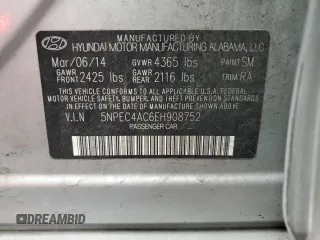 HYUNDAI MOTOR MANUFACTURING ALABAMA, LLC
Mar/06/14 GVWR 4365 lbs PAINT SM
GAWR FRONT 2425 lbs GAWR REAR 2116 lbs TRIM RA
THIS VEHICLE CONFORMS TO ALL APPLICABLE U.S.A FEDERAL
MOTOR VEHICLE SAFETY, BUMPER, AND THEFT PREVENTION
STANDARDS IN EFFECT ON THE DATE OF MANUFACTURE SHOWN ABOVE.
V.I.N 5NPEC4AC6EH908752
PASSENGER CAR
DREAMBID